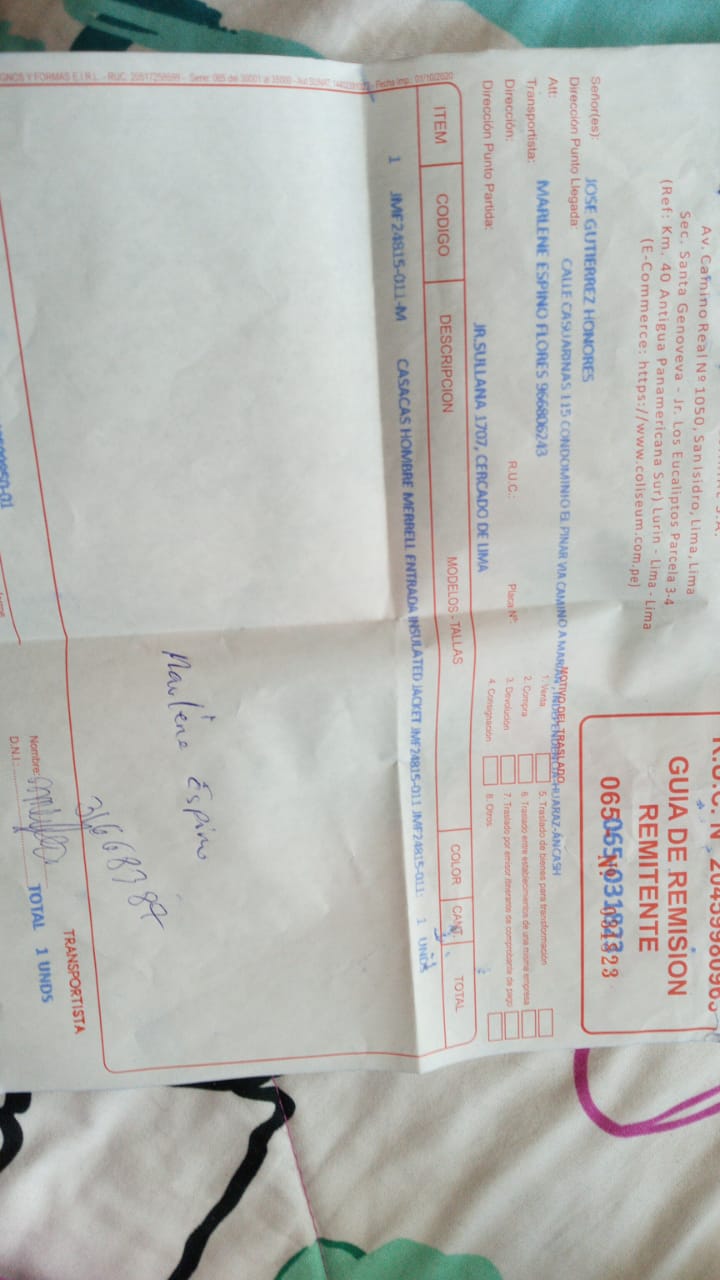 Av. Camino Real Nº 1050, San Isidro, Lima, Lima
Sec. Santa Genoveva - Jr. Los Eucaliptos Parcela 3-4
(Ref: Km. 40 Antigua Panamericana Sur) Lurin - Lima - Lima
(E-Commerce: https://www.coliseum.com.pe)
GUIA DE REMISION
REMITENTE
Señor(es): JOSE GUTIERREZ HONORES
Dirección Punto Llegada: CALLE CASUARINAS 115 CONDOMINIO EL PINAR VIA CAMINO A MARIAN, INDEPENDENCIA-HUARAZ-ANCASH
Att: MARLENE ESPINO FLORES 966806243
Transportista:
Dirección: R.U.C.: Placa Nº:
Dirección Punto Partida: JR.SULLANA 1707, CERCADO DE LIMA
MOTIVO DEL TRASLADO
1. Venta 5. Traslado de bienes para transformación
2. Compra 6. Traslado entre establecimientos de una misma empresa
3. Devolución 7. Traslado por emisor itinerante de comprobante de pago
4. Consignación 8. Otros
ITEM CODIGO DESCRIPCION MODELOS - TALLAS COLOR CANT. TOTAL
1 JMF24815-011-M CASACAS HOMBRE MERRELL ENTRADA INSULATED JACKET JMF24815-011 JMF24815-011: 1 UNDS
Marlene Espino
TRANSPORTISTA
Nombre:
TOTAL 1 UNDS
D.N.I.: